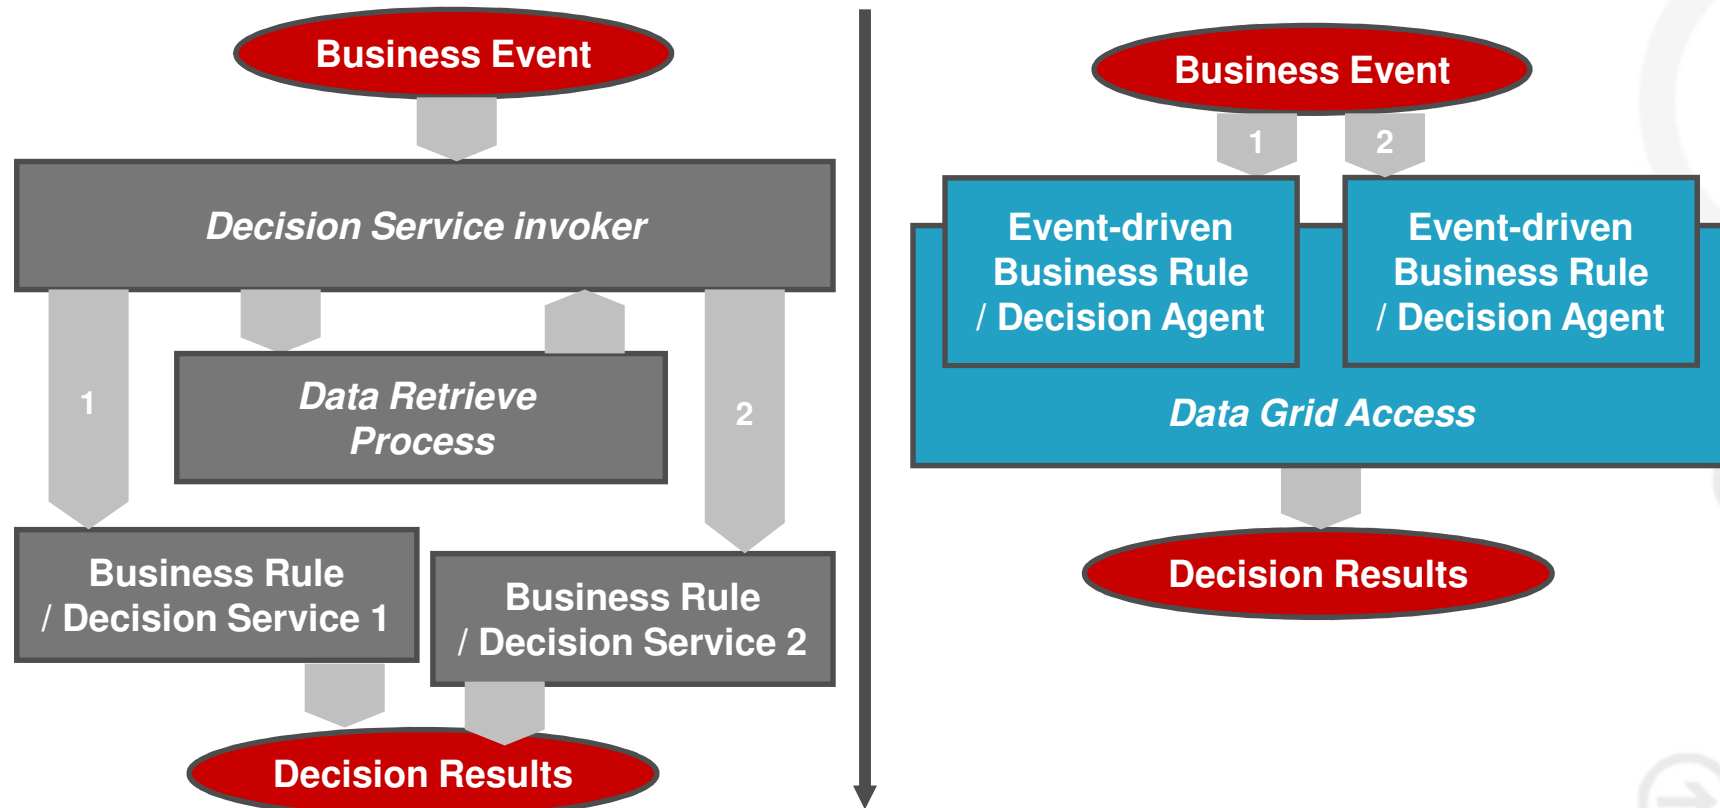 Business Event
Decision Service invoker
1
Data Retrieve
Process
2
Business Rule
/ Decision Service 1
Business Rule
/ Decision Service 2
Decision Results
Business Event
1
2
Event-driven
Business Rule
/ Decision Agent
Event-driven
Business Rule
/ Decision Agent
Data Grid Access
Decision Results